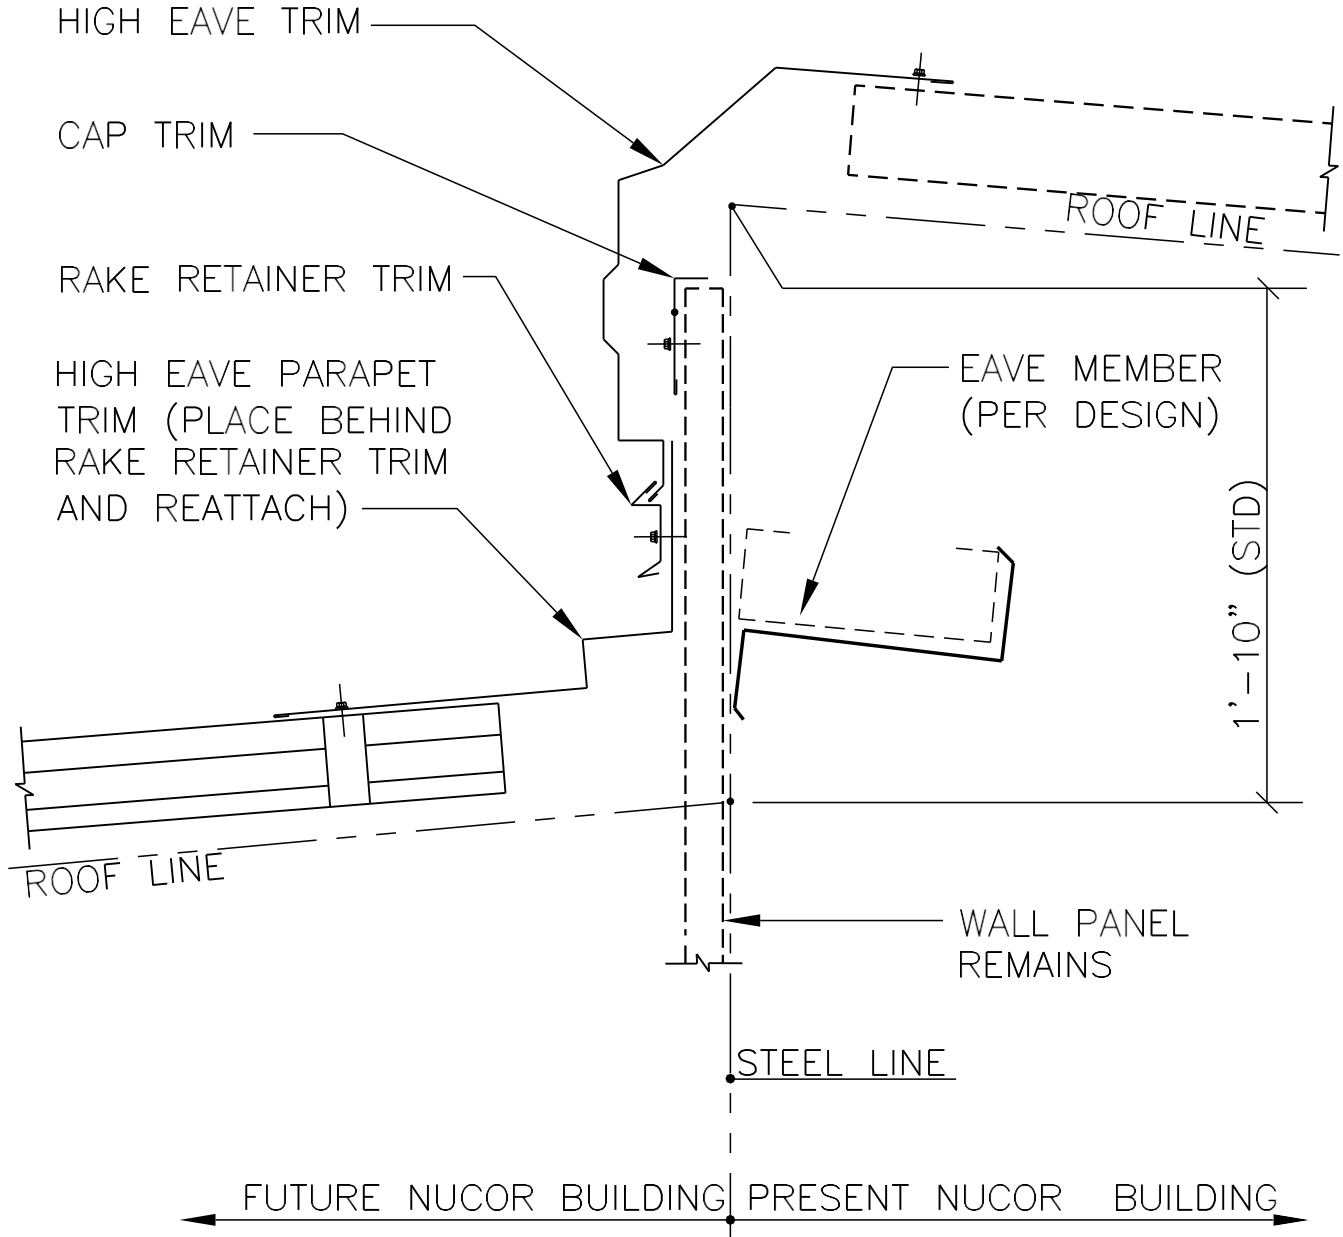 HIGH EAVE TRIM
CAP TRIM
ROOF LINE
RAKE RETAINER TRIM
HIGH EAVE PARAPET
TRIM (PLACE BEHIND
RAKE RETAINER TRIM
AND REATTACH)
EAVE MEMBER
(PER DESIGN)
1'-10" (STD)
ROOF LINE
WALL PANEL
REMAINS
STEEL LINE
FUTURE NUCOR BUILDING
PRESENT NUCOR BUILDING